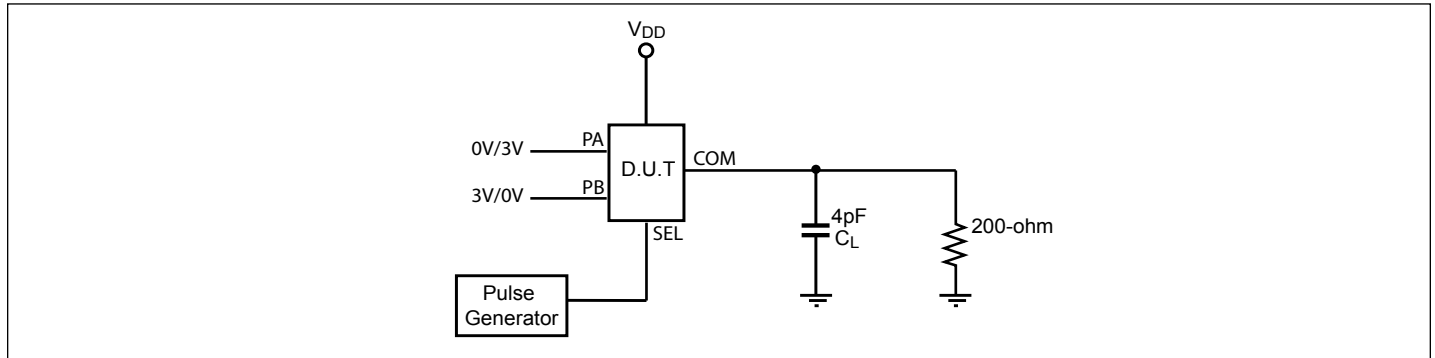 VDD
0V/3V
PA
D.U.T
COM
3V/0V
PB
SEL
4pF
CL
200-ohm
Pulse
Generator